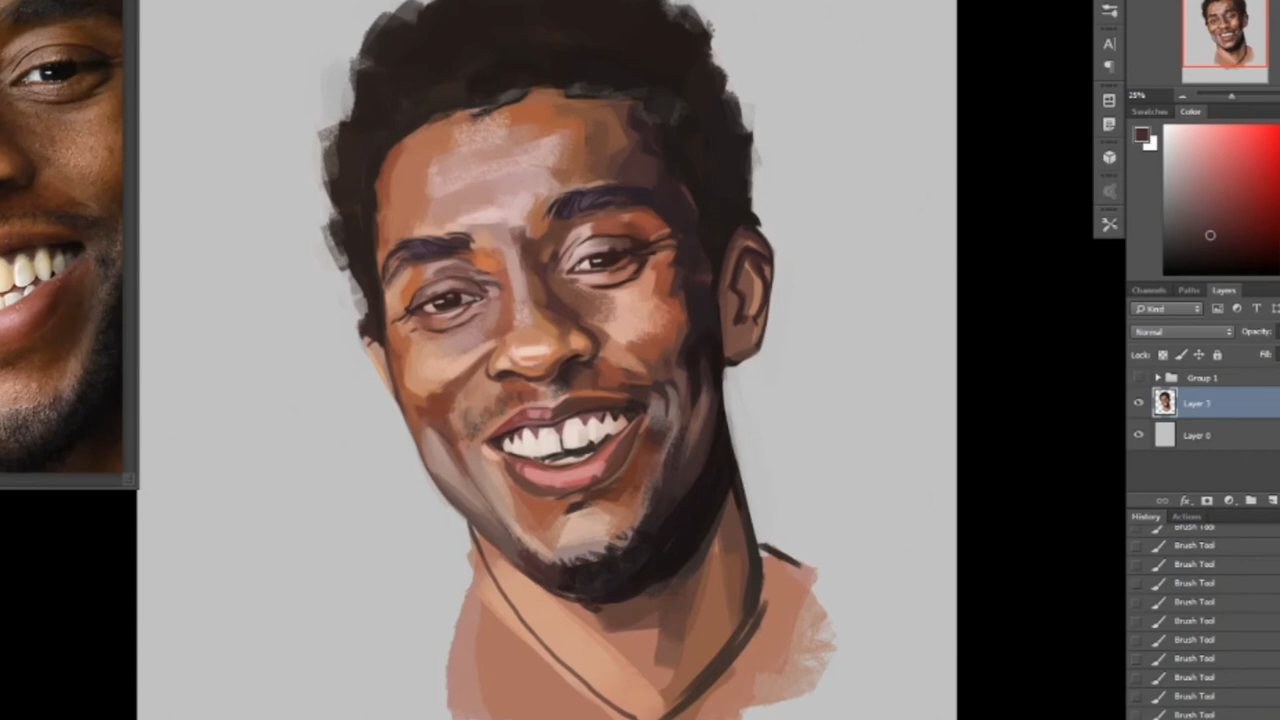 A|
25%
Swatches Color
Channels Paths Layers
Kind
T
Normal Opacity:
Lock: Fill:
Group 1
Layer 3
Layer 0
fx
History Actions
Brush Tool
Brush Tool
Brush Tool
Brush Tool
Brush Tool
Brush Tool
Brush Tool
Brush Tool
Brush Tool
Brush Tool
Brush Tool